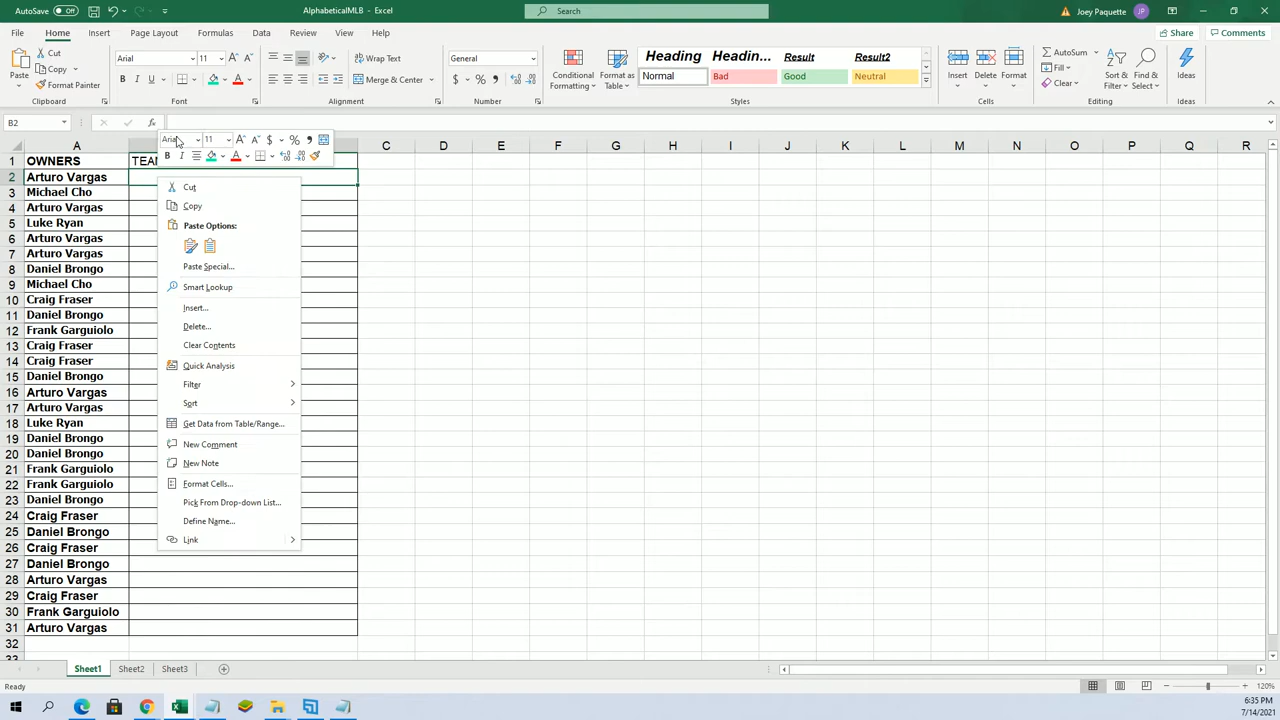 AutoSave Off AlphabeticalMLB - Excel Search Joey Paquette JP
File Home Insert Page Layout Formulas Data Review View Help Share Comments
Paste Cut Copy Format Painter Clipboard
Arial 11 A A B I U A Font
ab Wrap Text Merge & Center Alignment
General $ % , Number
Conditional Formatting Format as Table Heading Headin... Result Result2 Normal Bad Good Neutral Styles
Insert Delete Format Cells
AutoSum Fill Clear Sort & Filter Find & Select Editing Ideas Ideas
B2 fx
Arial 11 A A $ % ,
B I A
A B C D E F G H I J K L M N O P Q R
1 OWNERS TEA
2 Arturo Vargas
3 Michael Cho
4 Arturo Vargas
5 Luke Ryan
6 Arturo Vargas
7 Arturo Vargas
8 Daniel Brongo
9 Michael Cho
10 Craig Fraser
11 Daniel Brongo
12 Frank Garguiolo
13 Craig Fraser
14 Craig Fraser
15 Daniel Brongo
16 Arturo Vargas
17 Arturo Vargas
18 Luke Ryan
19 Daniel Brongo
20 Daniel Brongo
21 Frank Garguiolo
22 Frank Garguiolo
23 Daniel Brongo
24 Craig Fraser
25 Daniel Brongo
26 Craig Fraser
27 Daniel Brongo
28 Arturo Vargas
29 Craig Fraser
30 Frank Garguiolo
31 Arturo Vargas
32
33
Cut
Copy
Paste Options:
Paste Special...
Smart Lookup
Insert...
Delete...
Clear Contents
Quick Analysis
Filter
Sort
Get Data from Table/Range...
New Comment
New Note
Format Cells...
Pick From Drop-down List...
Define Name...
Link
Sheet1 Sheet2 Sheet3
Ready 120%
6:35 PM
7/14/2021